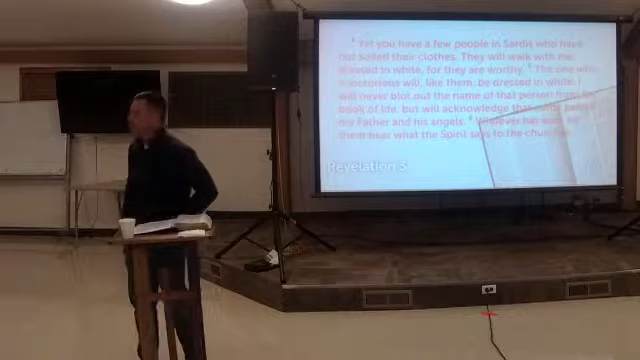 ⁴ Yet you have a few people in Sardis who have
not soiled their clothes. They will walk with me,
dressed in white, for they are worthy. ⁵ The one who
is victorious will, like them, be dressed in white. I
will never blot out the name of that person from the
book of life, but will acknowledge that name before
my Father and his angels. ⁶ Whoever has ears, let
them hear what the Spirit says to the churches.
Revelation 3